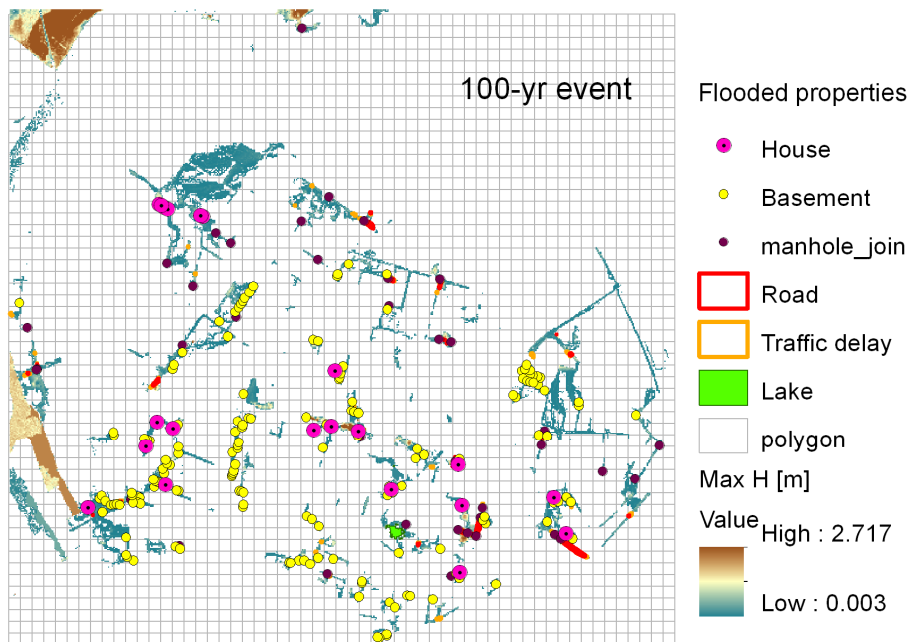 100-yr event
Flooded properties
House
Basement
manhole_join
Road
Traffic delay
Lake
polygon
Max H [m]
Value
High : 2.717
Low : 0.003